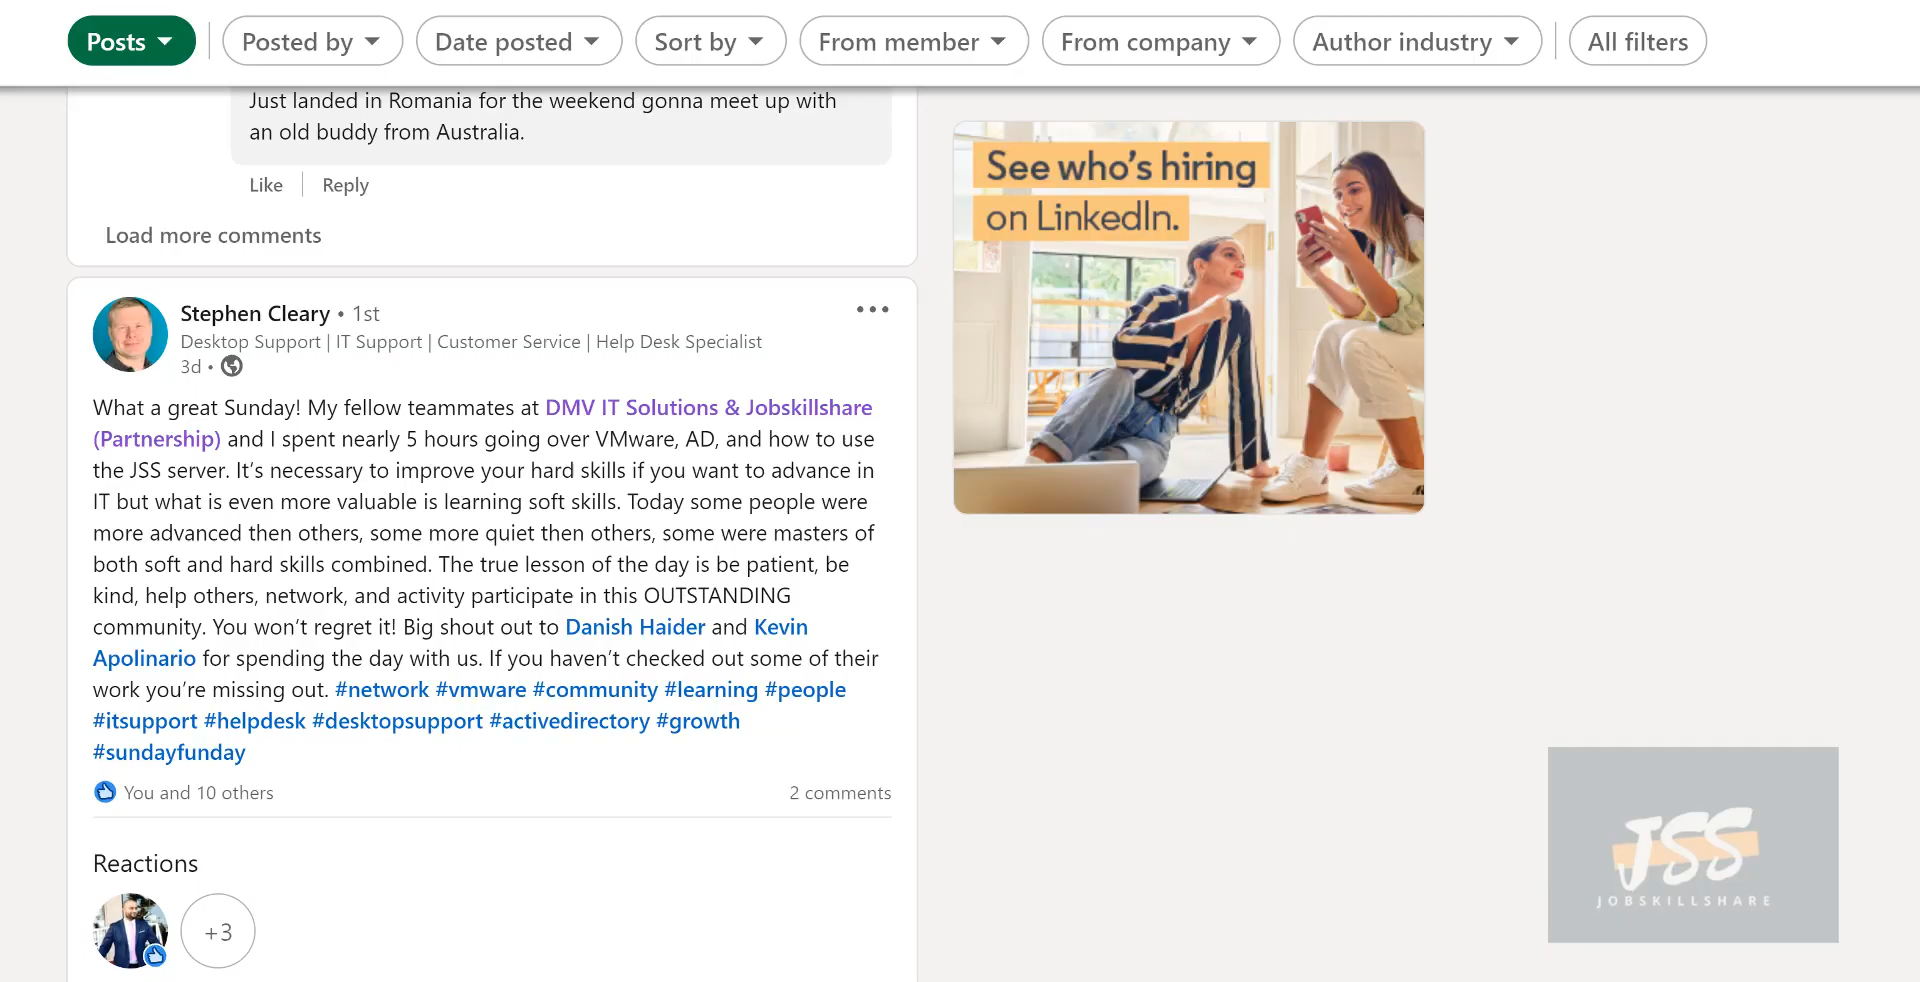 Posts
Posted by
Date posted
Sort by
From member
From company
Author industry
All filters
Just landed in Romania for the weekend gonna meet up with
an old buddy from Australia.
Like
Reply
Load more comments
See who's hiring
on LinkedIn.
Stephen Cleary • 1st
Desktop Support | IT Support | Customer Service | Help Desk Specialist
3d •
What a great Sunday! My fellow teammates at DMV IT Solutions & Jobskillshare
(Partnership) and I spent nearly 5 hours going over VMware, AD, and how to use
the JSS server. It’s necessary to improve your hard skills if you want to advance in
IT but what is even more valuable is learning soft skills. Today some people were
more advanced then others, some more quiet then others, some were masters of
both soft and hard skills combined. The true lesson of the day is be patient, be
kind, help others, network, and activity participate in this OUTSTANDING
community. You won’t regret it! Big shout out to Danish Haider and Kevin
Apolinario for spending the day with us. If you haven’t checked out some of their
work you’re missing out. #network #vmware #community #learning #people
#itsupport #helpdesk #desktopsupport #activedirectory #growth
#sundayfunday
You and 10 others
2 comments
Reactions
+3
JSS
JOBSKILLSHARE